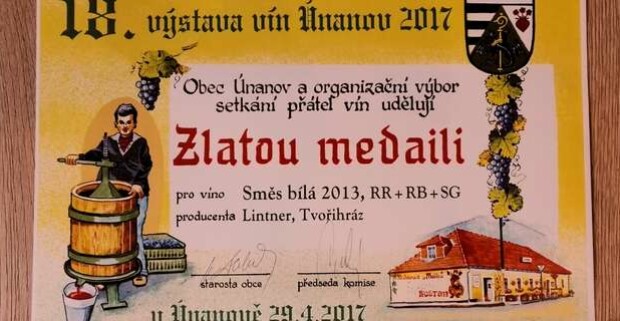 18. výstava vín Únanov 2017
Obec Únanov a organizační výbor
setkání přátel vín udělují
Zlatou medaili
pro víno Směs bílá 2013, RR+RB+SG
producenta Lintner, Tvořihráz
starosta obce
předseda komise
v Únanově 29.4.2017